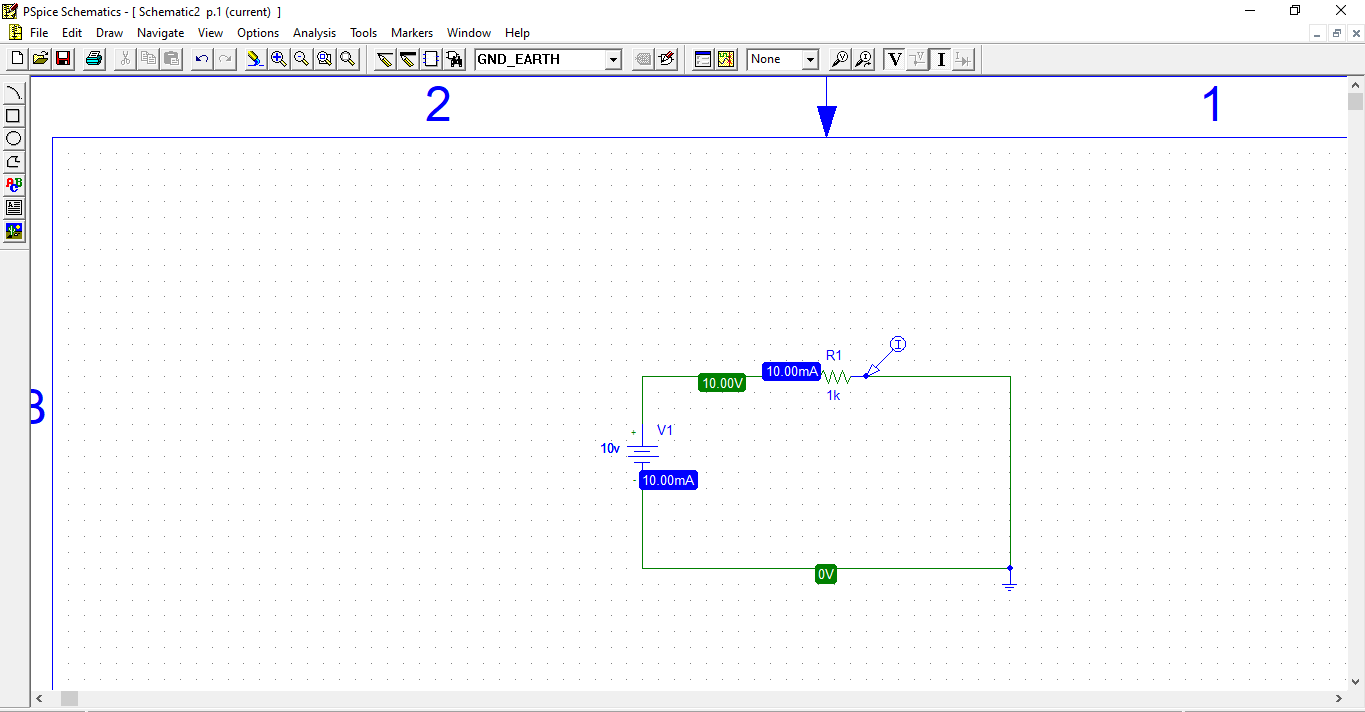 PSpice Schematics - [ Schematic2 p.1 (current) ]
File Edit Draw Navigate View Options Analysis Tools Markers Window Help
GND_EARTH None V I
2 1
ABC
3
R1
10.00V 10.00mA
1k
+ V1
10v
- 10.00mA
0V
I